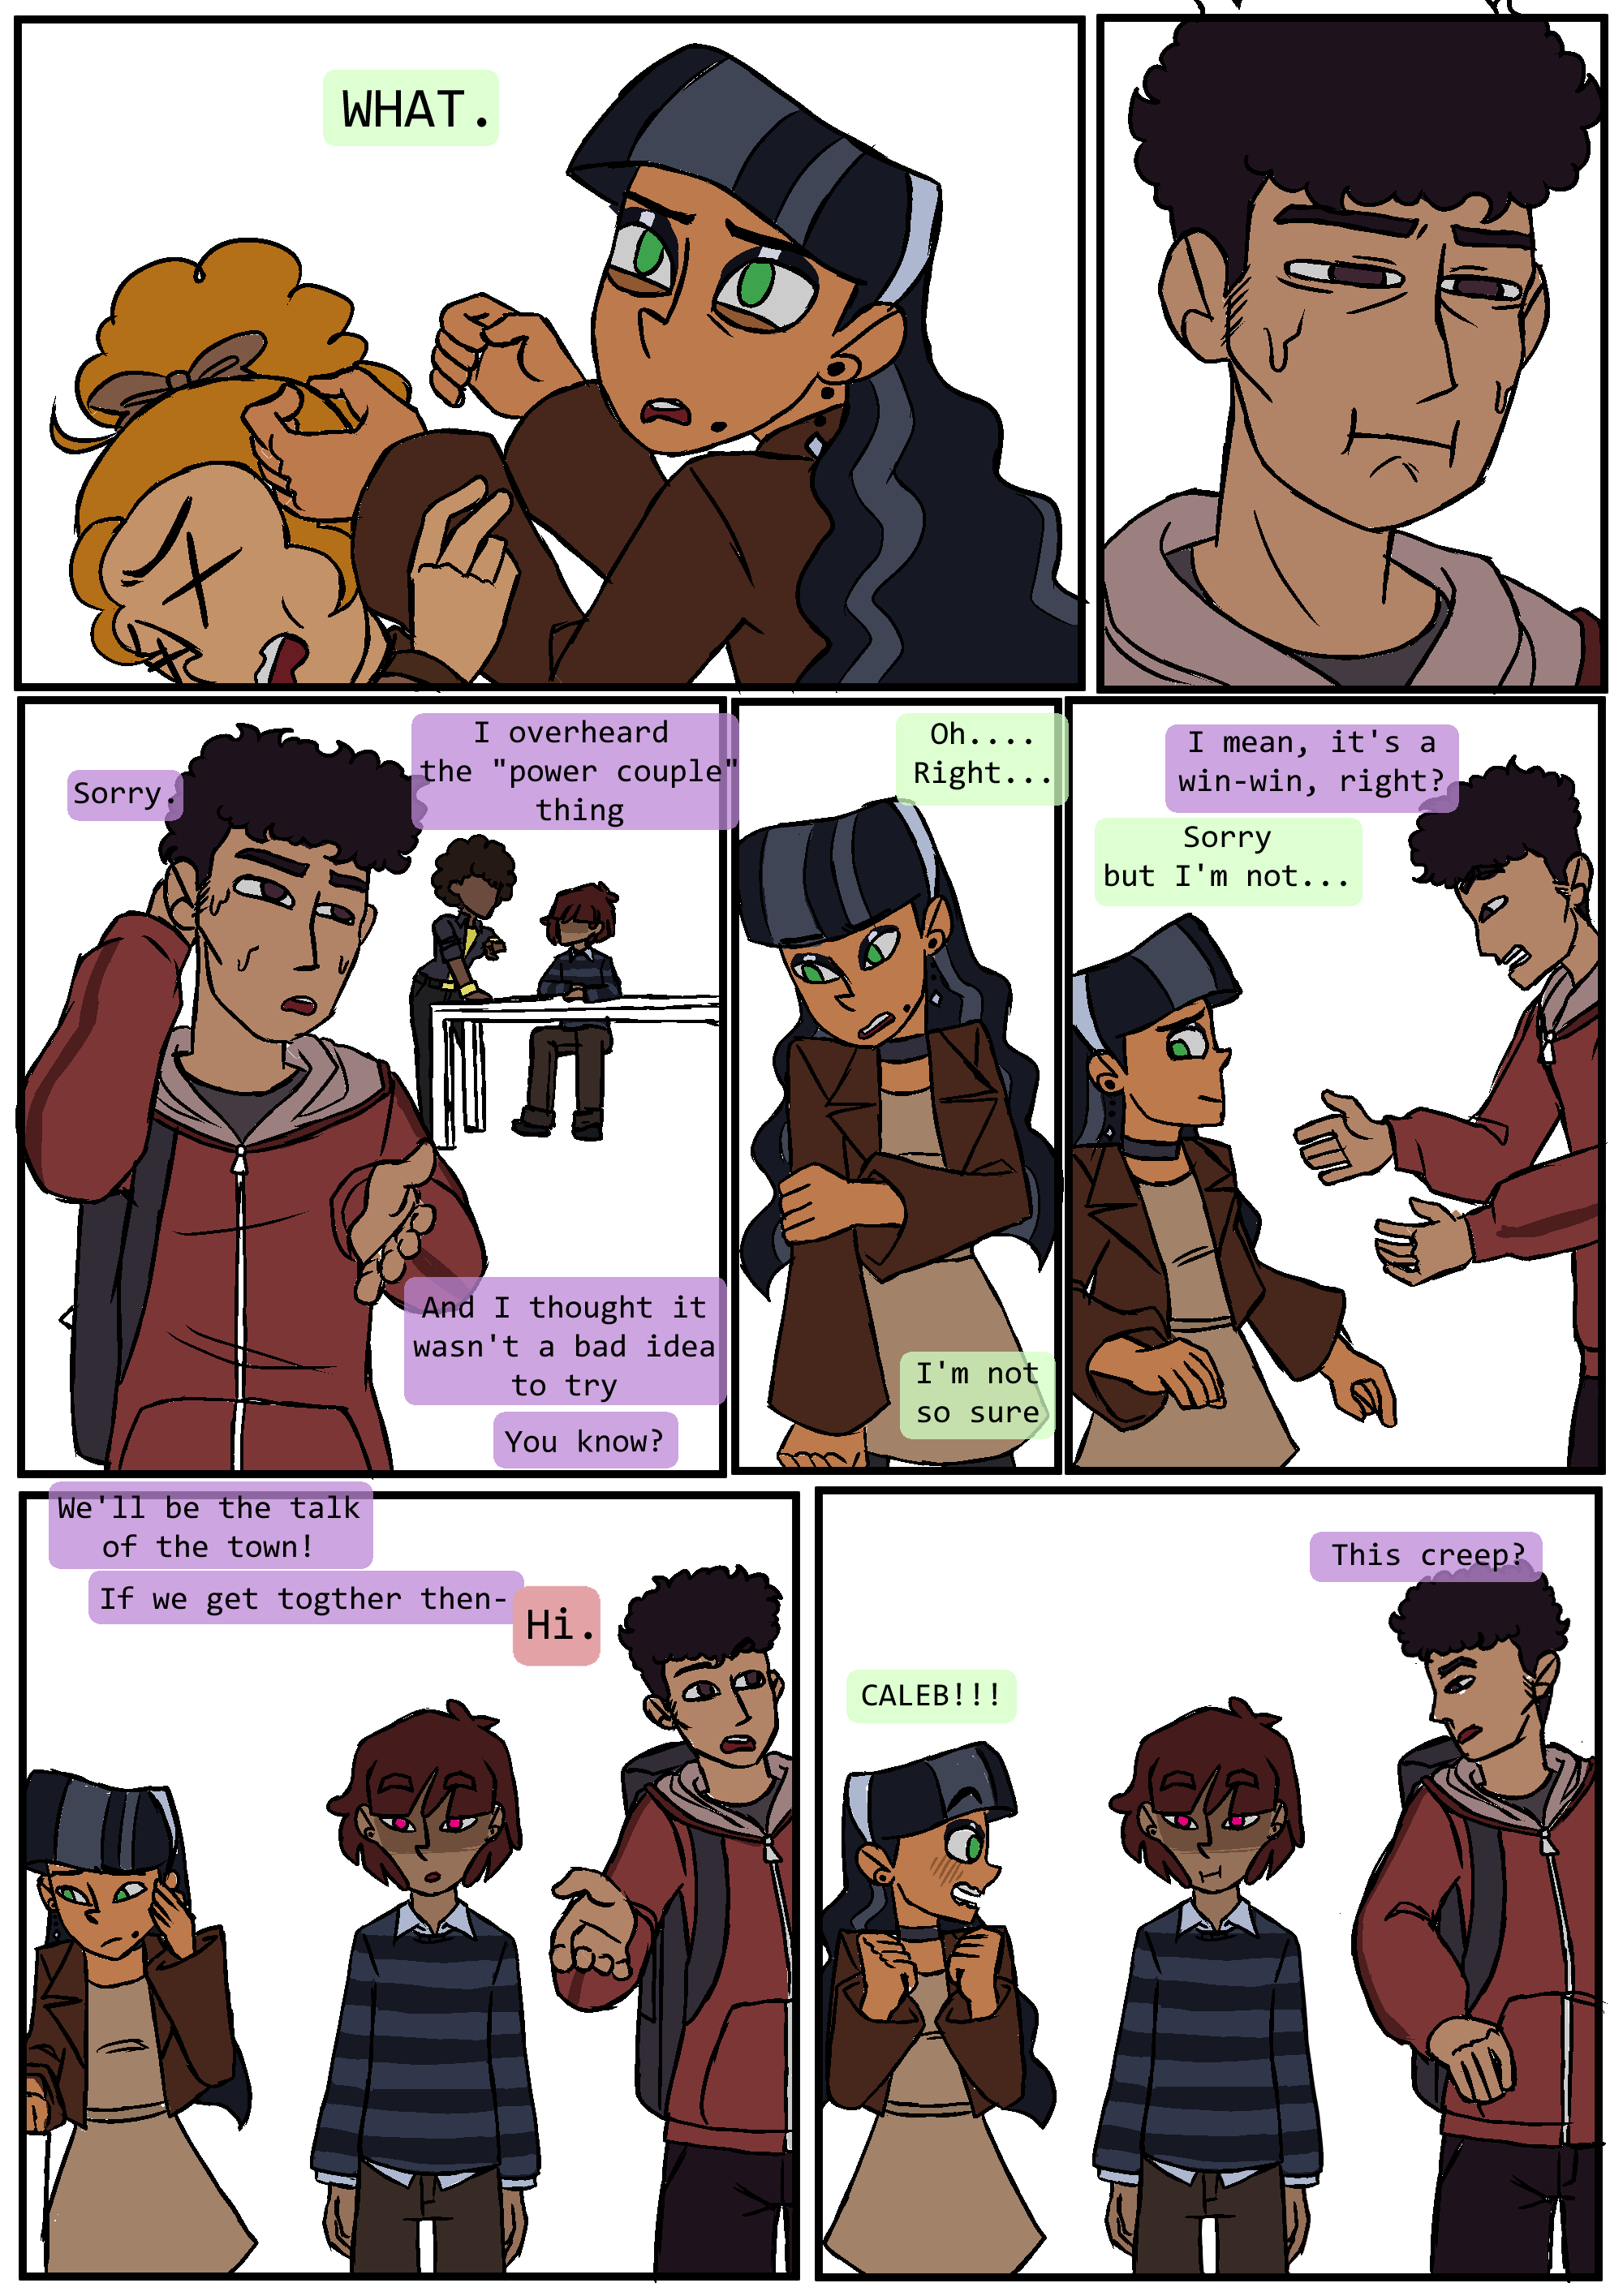 WHAT.
Sorry.
I overheard
the "power couple"
thing
And I thought it
wasn't a bad idea
to try
You know?
Oh....
Right...
I'm not
so sure
I mean, it's a
win-win, right?
Sorry
but I'm not...
We'll be the talk
of the town!
If we get togther then-
Hi.
CALEB!!!
This creep?